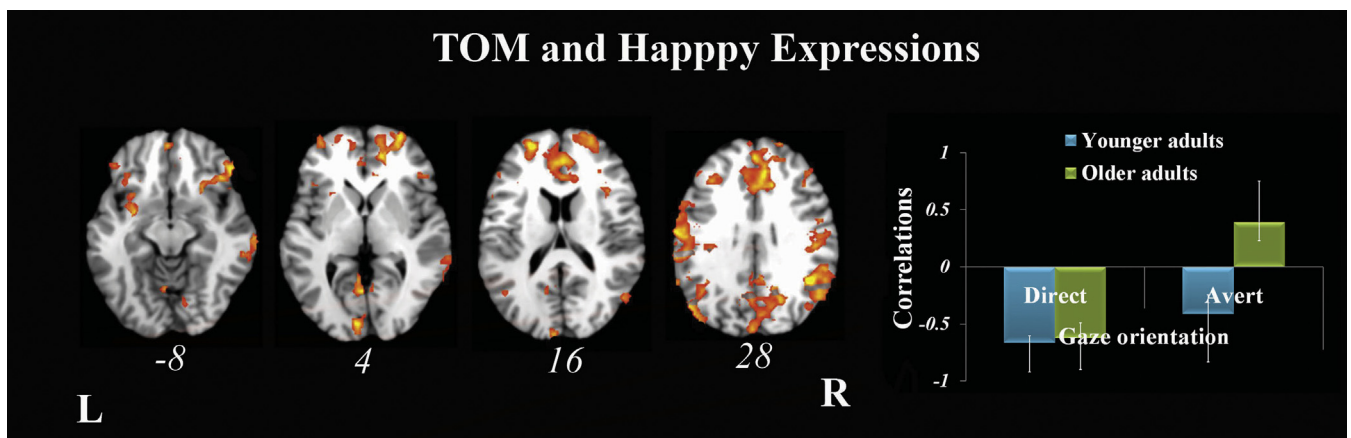 TOM and Happpy Expressions
-8
4
16
28
L
R
Younger adults
Older adults
1
0.5
0
-0.5
-1
Correlations
Direct
Avert
Gaze orientation